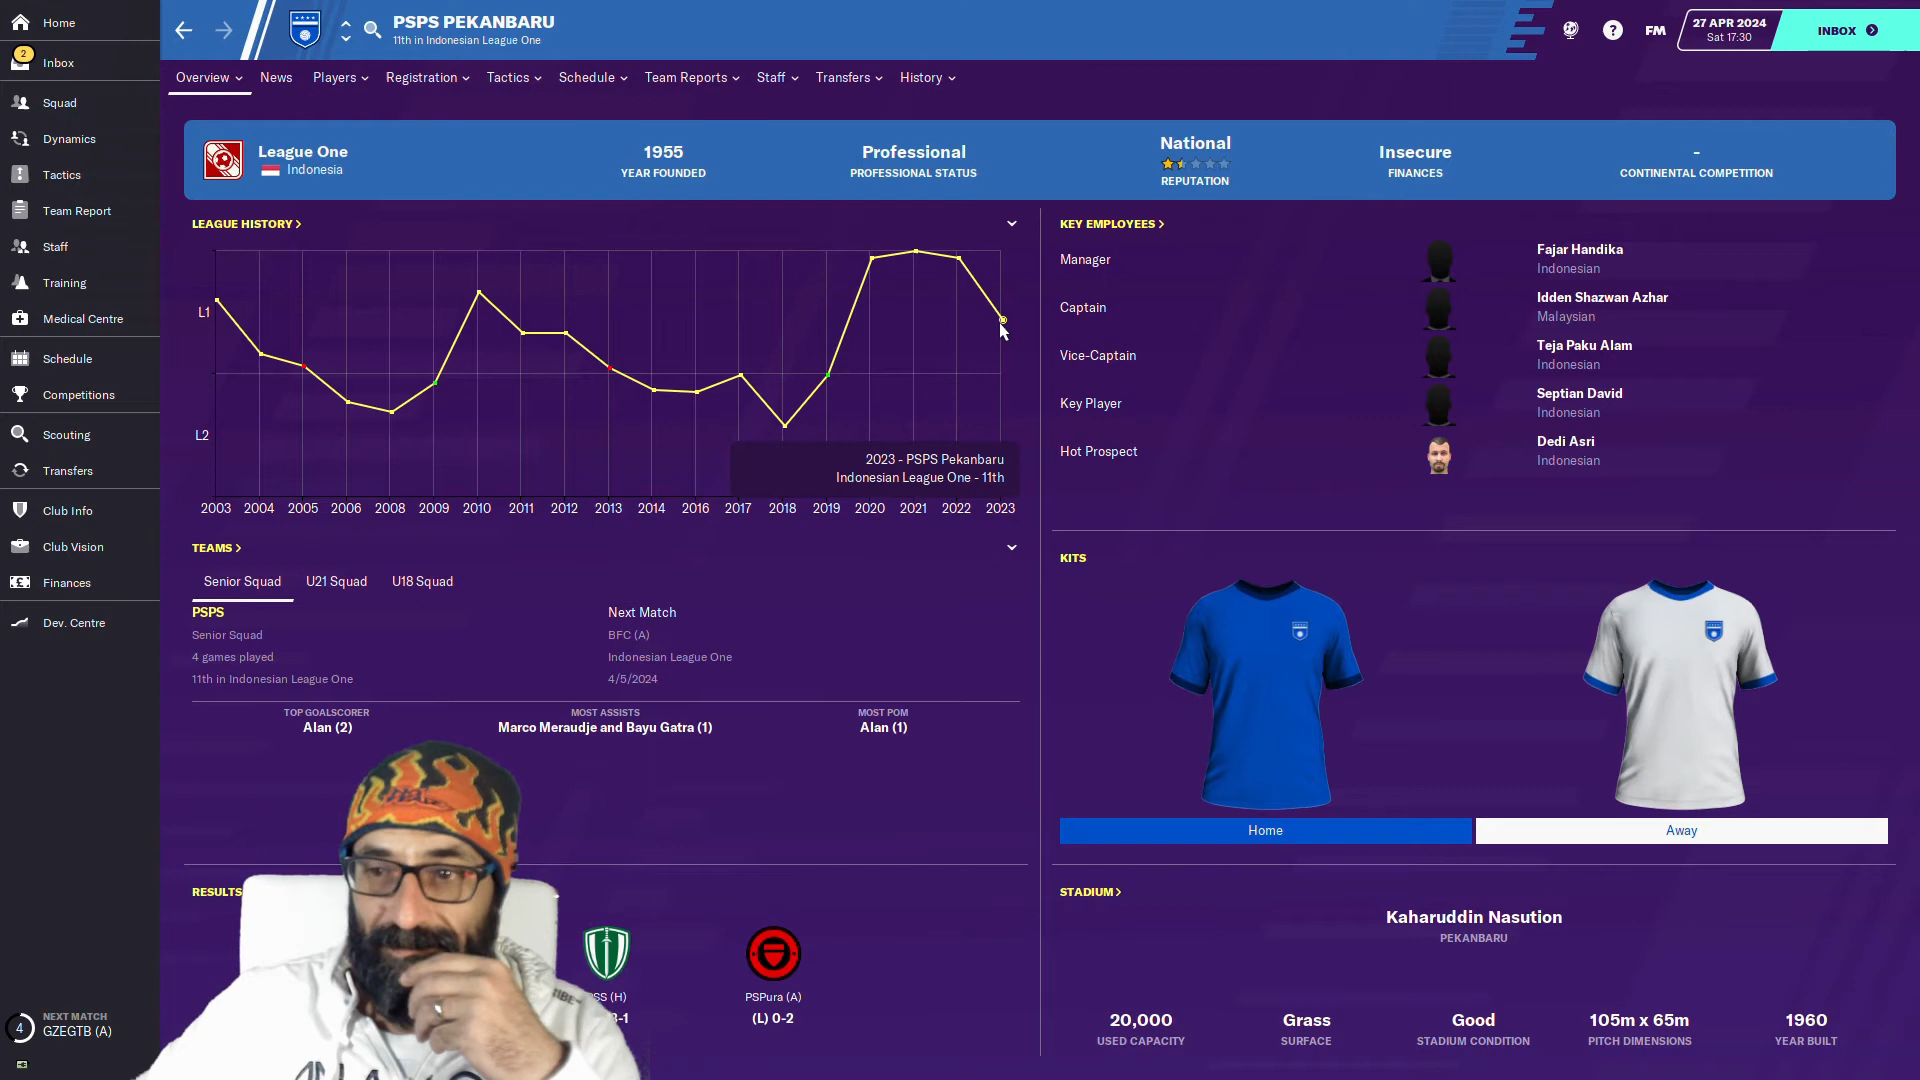 Home
2
Inbox
Squad
Dynamics
Tactics
Team Report
Staff
Training
Medical Centre
Schedule
Competitions
Scouting
Transfers
Club Info
Club Vision
Finances
Dev. Centre
4
NEXT MATCH
GZEGTB (A)
PSPS PEKANBARU
11th in Indonesian League One
?
FM
27 APR 2024
Sat 17:30
INBOX
Overview
News
Players
Registration
Tactics
Schedule
Team Reports
Staff
Transfers
History
League One
Indonesia
1955
YEAR FOUNDED
Professional
PROFESSIONAL STATUS
National
REPUTATION
Insecure
FINANCES
-
CONTINENTAL COMPETITION
LEAGUE HISTORY >
L1
L2
2023 - PSPS Pekanbaru
Indonesian League One - 11th
2003 2004 2005 2006 2008 2009 2010 2011 2012 2013 2014 2016 2017 2018 2019 2020 2021 2022 2023
TEAMS >
Senior Squad
U21 Squad
U18 Squad
PSPS
Senior Squad
4 games played
11th in Indonesian League One
Next Match
BFC (A)
Indonesian League One
4/5/2024
TOP GOALSCORER
Alan (2)
MOST ASSISTS
Marco Meraudje and Bayu Gatra (1)
MOST POM
Alan (1)
RESULTS
SS (H)
-1
PSPura (A)
(L) 0-2
KEY EMPLOYEES >
Manager
Fajar Handika
Indonesian
Captain
Idden Shazwan Azhar
Malaysian
Vice-Captain
Teja Paku Alam
Indonesian
Key Player
Septian David
Indonesian
Hot Prospect
Dedi Asri
Indonesian
KITS
Home
Away
STADIUM >
Kaharuddin Nasution
PEKANBARU
20,000
USED CAPACITY
Grass
SURFACE
Good
STADIUM CONDITION
105m x 65m
PITCH DIMENSIONS
1960
YEAR BUILT